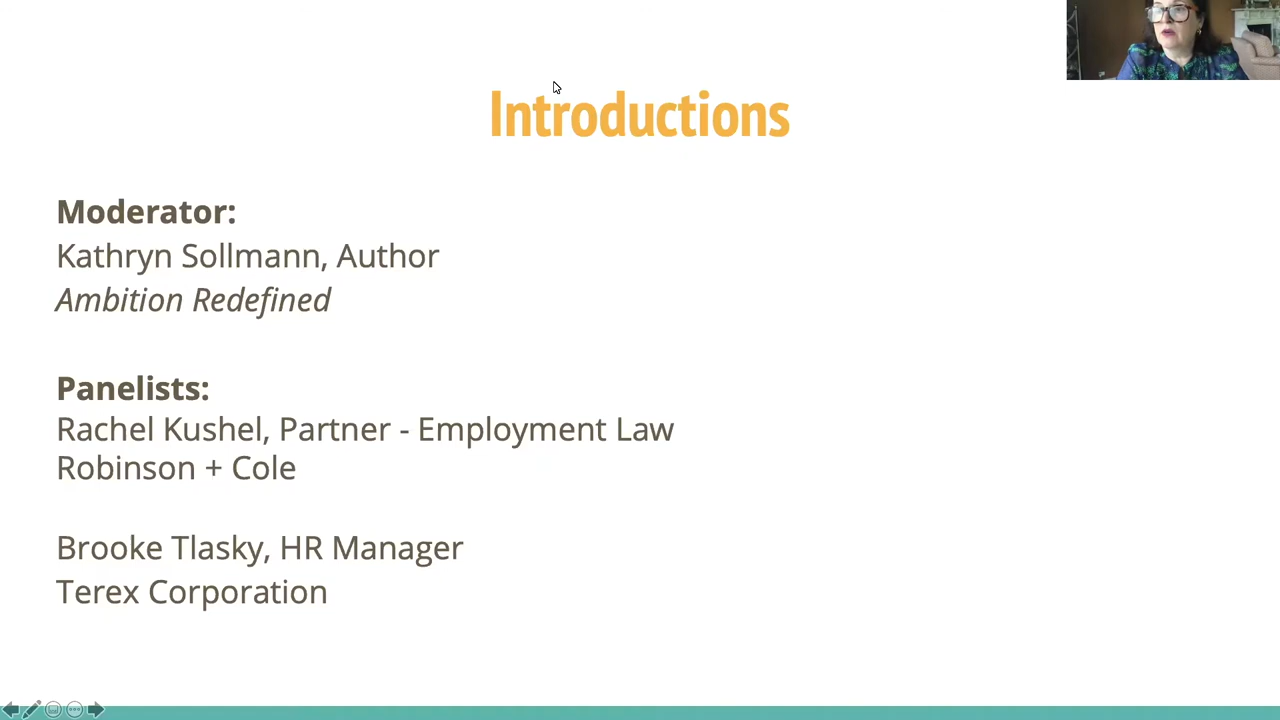 Introductions
Moderator:
Kathryn Sollmann, Author
Ambition Redefined
Panelists:
Rachel Kushel, Partner - Employment Law
Robinson + Cole
Brooke Tlasky, HR Manager
Terex Corporation